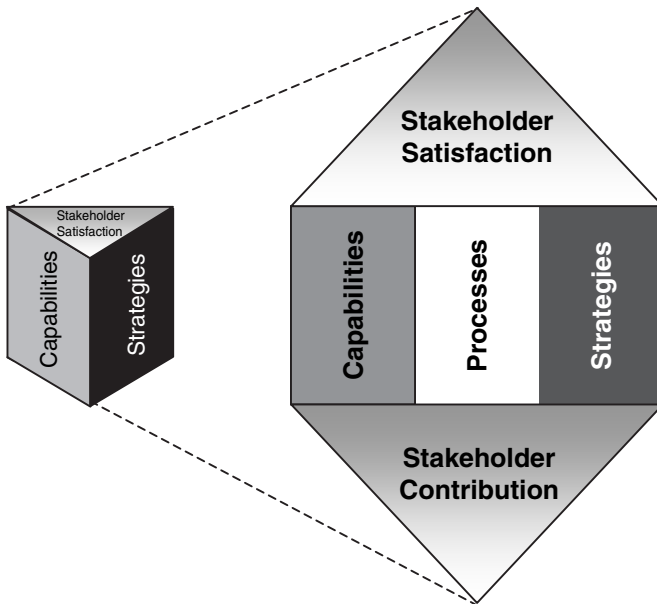 Stakeholder
Satisfaction
Capabilities
Strategies
Stakeholder
Satisfaction
Capabilities
Processes
Strategies
Stakeholder
Contribution